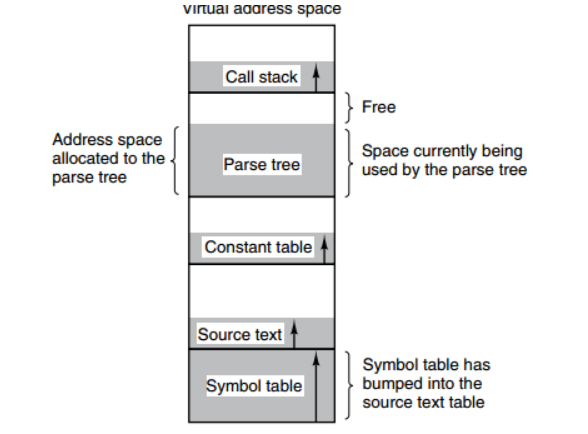 Virtual address space
Call stack
Free
Address space
allocated to the
parse tree
Parse tree
Space currently being
used by the parse tree
Constant table
Source text
Symbol table
Symbol table has
bumped into the
source text table